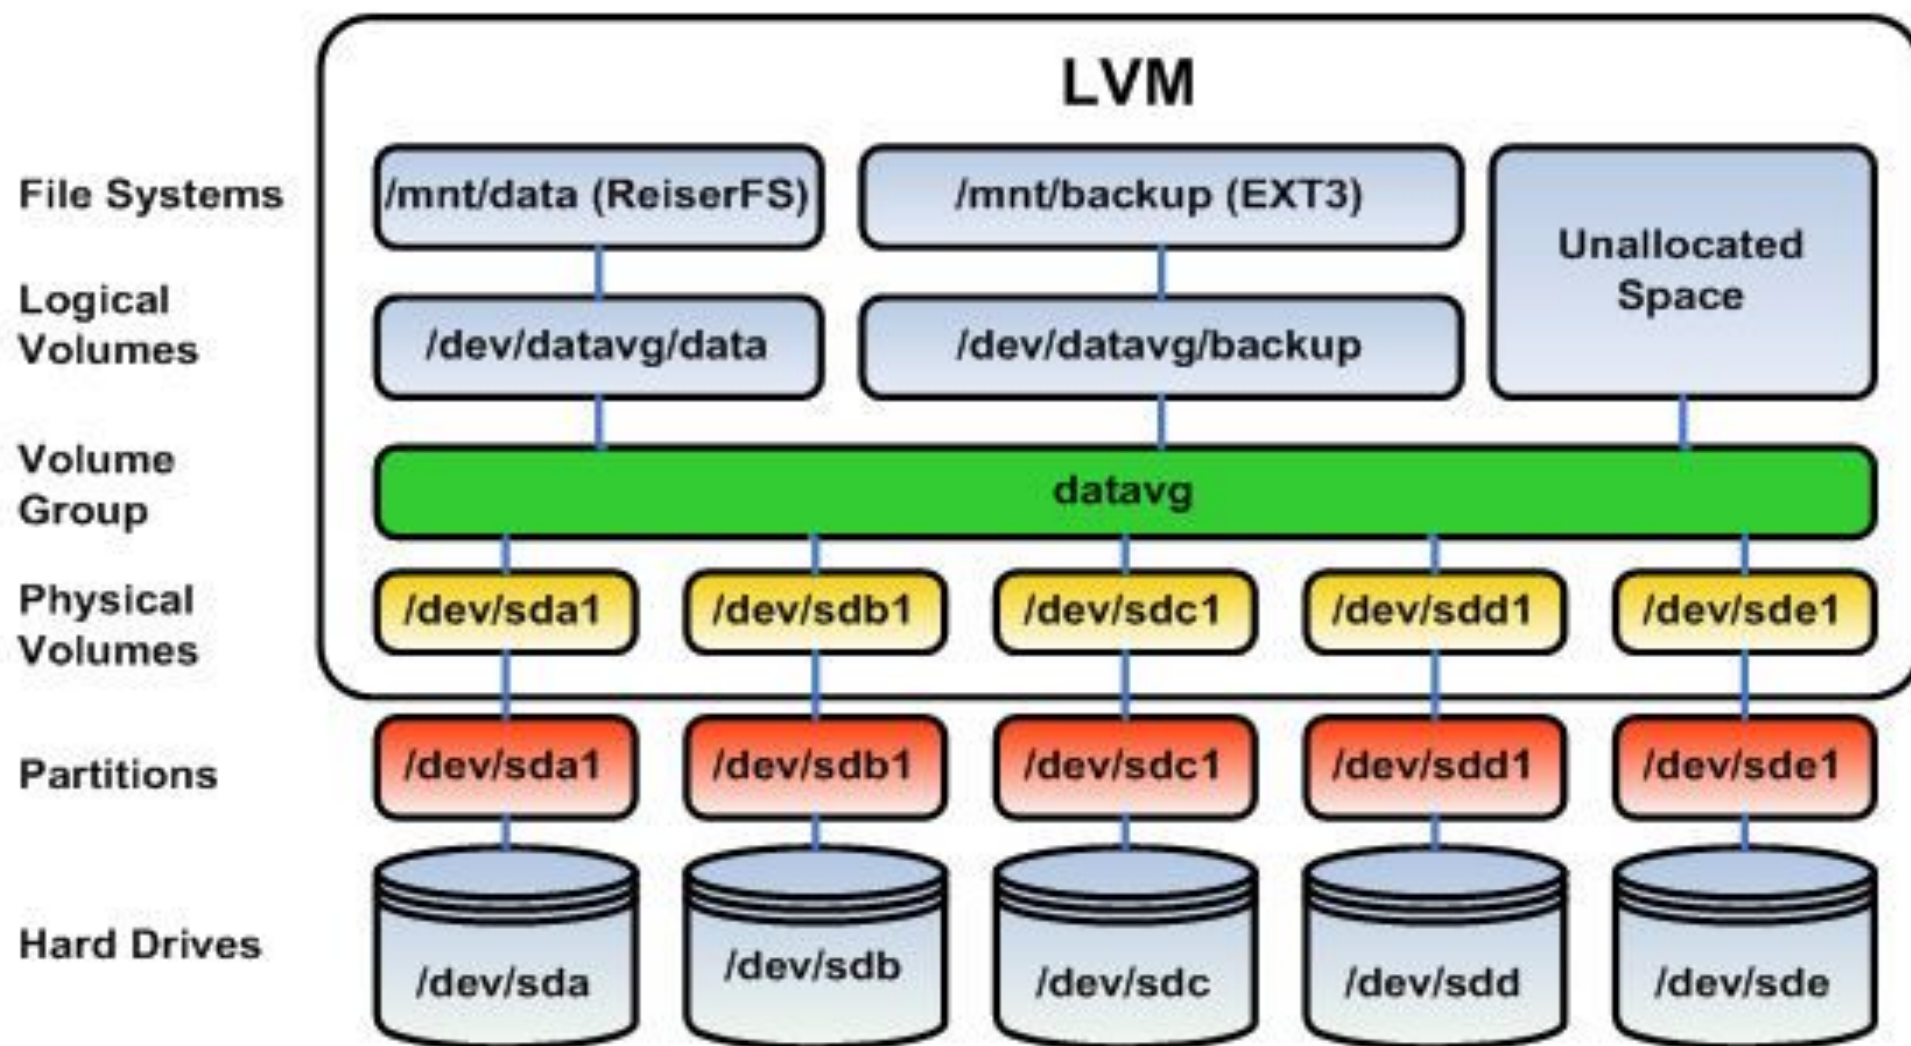 LVM
File Systems
/mnt/data (ReiserFS)
/mnt/backup (EXT3)
Unallocated
Space
Logical
Volumes
/dev/datavg/data
/dev/datavg/backup
Volume
Group
datavg
Physical
Volumes
/dev/sda1
/dev/sdb1
/dev/sdc1
/dev/sdd1
/dev/sde1
Partitions
/dev/sda1
/dev/sdb1
/dev/sdc1
/dev/sdd1
/dev/sde1
Hard Drives
/dev/sda
/dev/sdb
/dev/sdc
/dev/sdd
/dev/sde